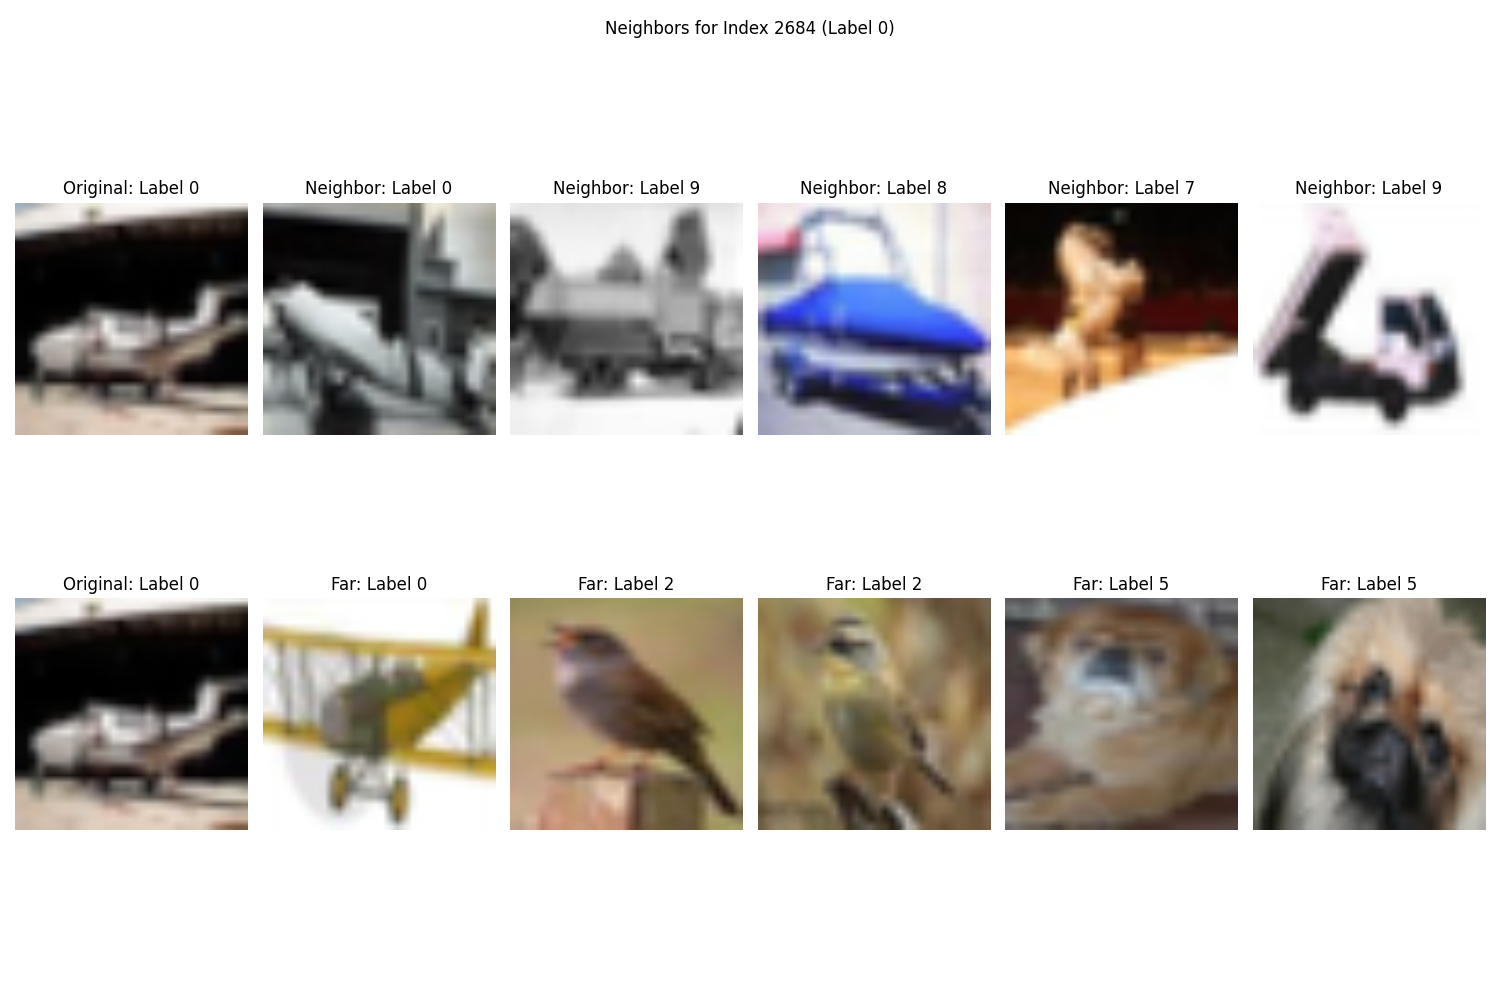 Neighbors for Index 2684 (Label 0)
Original: Label 0
Neighbor: Label 0
Neighbor: Label 9
Neighbor: Label 8
Neighbor: Label 7
Neighbor: Label 9
Original: Label 0
Far: Label 0
Far: Label 2
Far: Label 2
Far: Label 5
Far: Label 5